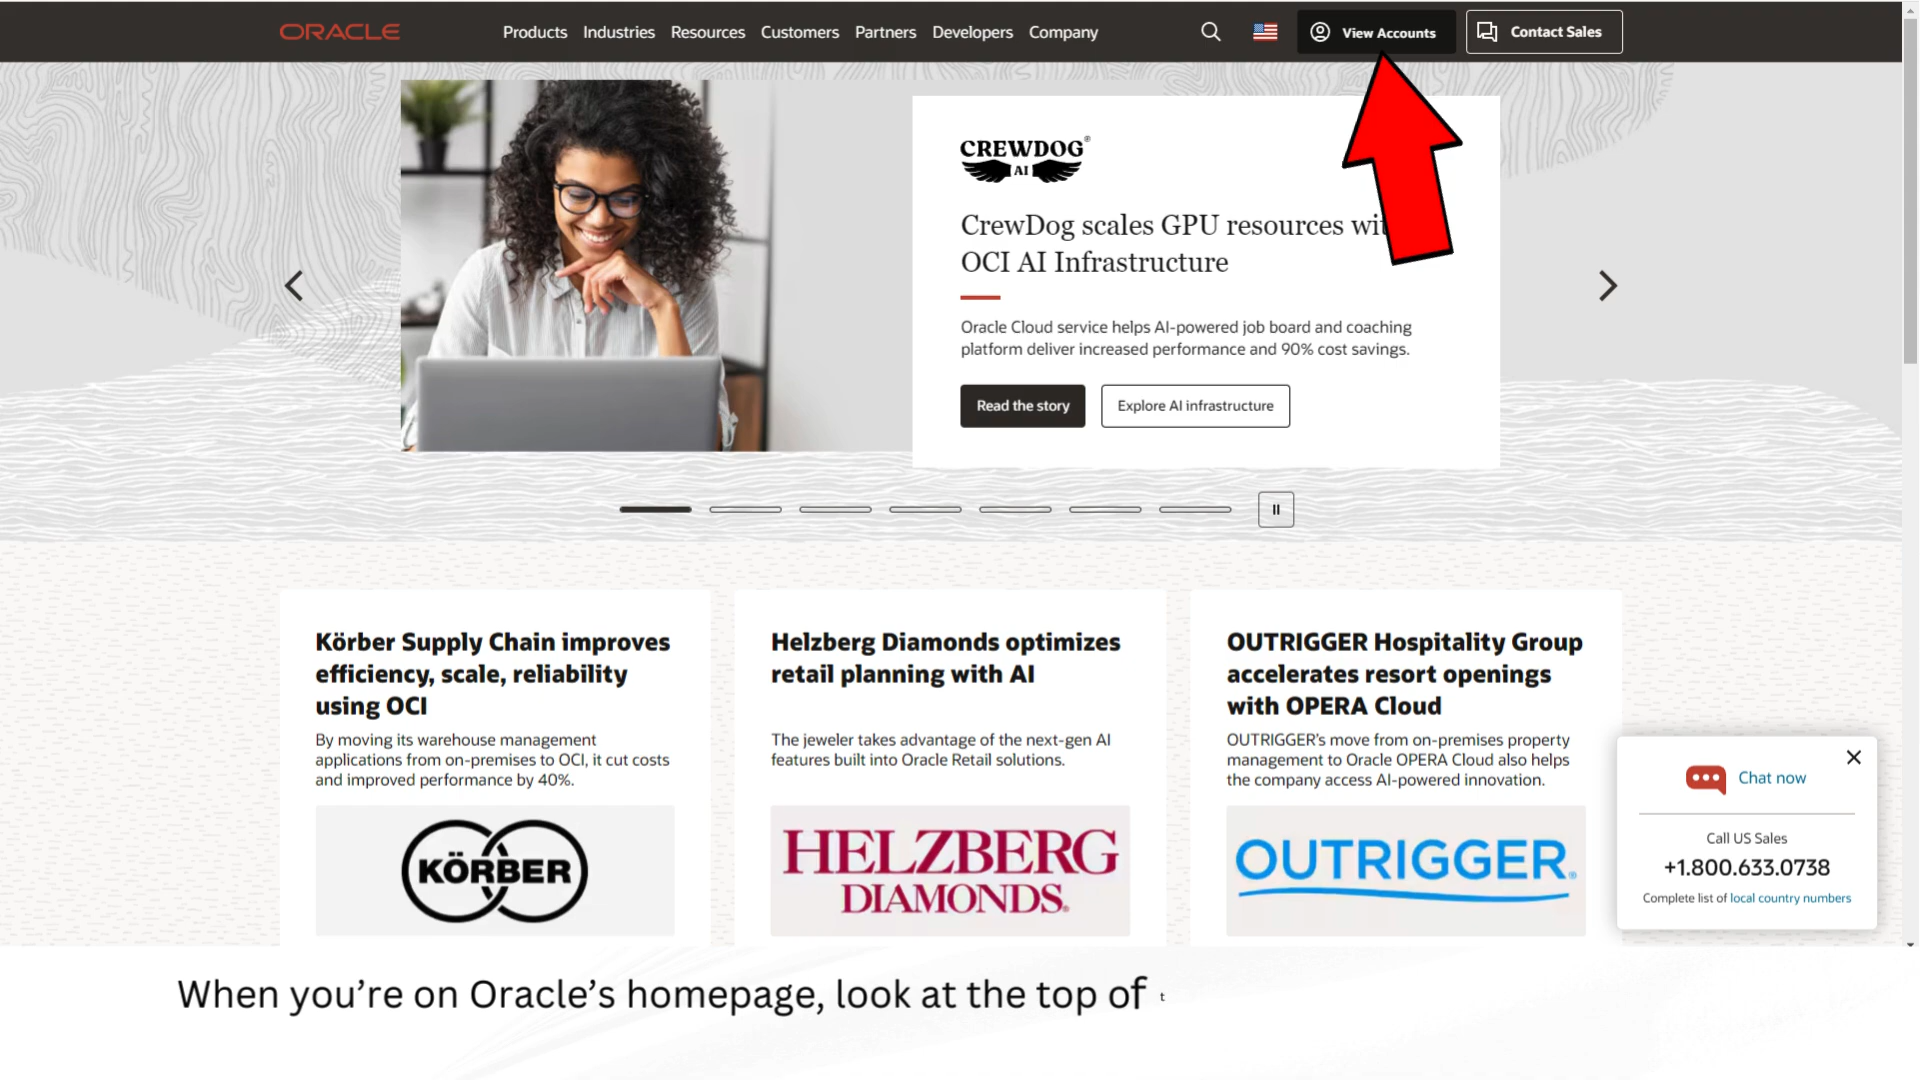 ORACLE
Products Industries Resources Customers Partners Developers Company
View Accounts
Contact Sales
CREWDOG®
AI
CrewDog scales GPU resources wit
OCI AI Infrastructure
Oracle Cloud service helps AI-powered job board and coaching
platform deliver increased performance and 90% cost savings.
Read the story
Explore AI infrastructure
Körber Supply Chain improves
efficiency, scale, reliability
using OCI
By moving its warehouse management
applications from on-premises to OCI, it cut costs
and improved performance by 40%.
KÖRBER
Helzberg Diamonds optimizes
retail planning with AI
The jeweler takes advantage of the next-gen AI
features built into Oracle Retail solutions.
HELZBERG
DIAMONDS®
OUTRIGGER Hospitality Group
accelerates resort openings
with OPERA Cloud
OUTRIGGER's move from on-premises property
management to Oracle OPERA Cloud also helps
the company access AI-powered innovation.
OUTRIGGER®
Chat now
Call US Sales
+1.800.633.0738
Complete list of local country numbers
When you’re on Oracle’s homepage, look at the top of t